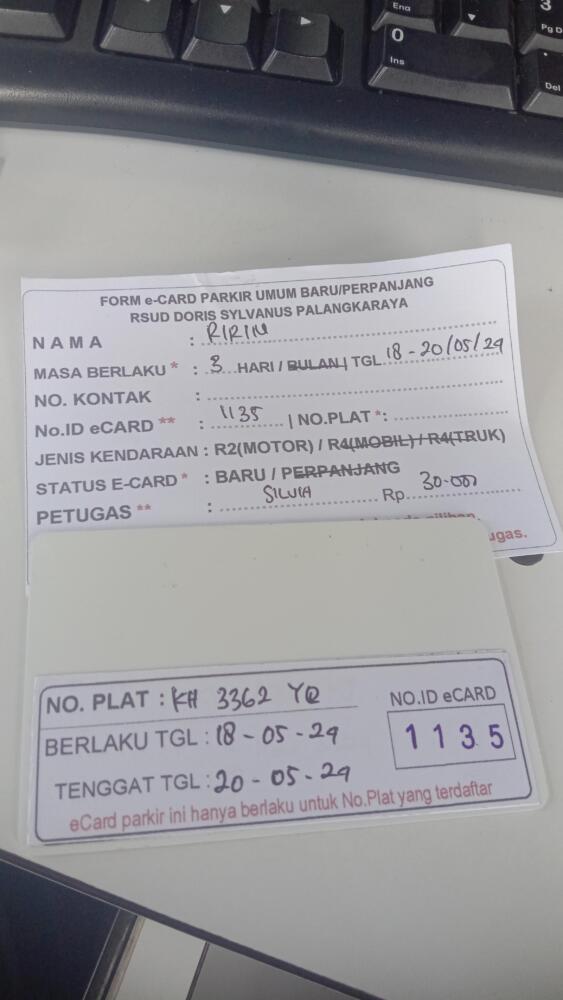 Ena
0
Ins
3
Pg D
.
Del
FORM e-CARD PARKIR UMUM BARU/PERPANJANG
RSUD DORIS SYLVANUS PALANGKARAYA
NAMA : RIRIN
MASA BERLAKU * : 3 HARI / BULAN | TGL 18 - 20/05/24
NO. KONTAK :
No.ID eCARD ** : 1135 | NO.PLAT *:
JENIS KENDARAAN : R2(MOTOR) / R4(MOBIL) / R4(TRUK)
STATUS E-CARD * : BARU / PERPANJANG
PETUGAS ** : SILVIA Rp. 30.000
ugas.
NO. PLAT : KH 3362 YQ
BERLAKU TGL : 18 - 05 - 24
TENGGAT TGL : 20 - 05 - 24
NO.ID eCARD
1135
eCard parkir ini hanya berlaku untuk No.Plat yang terdaftar